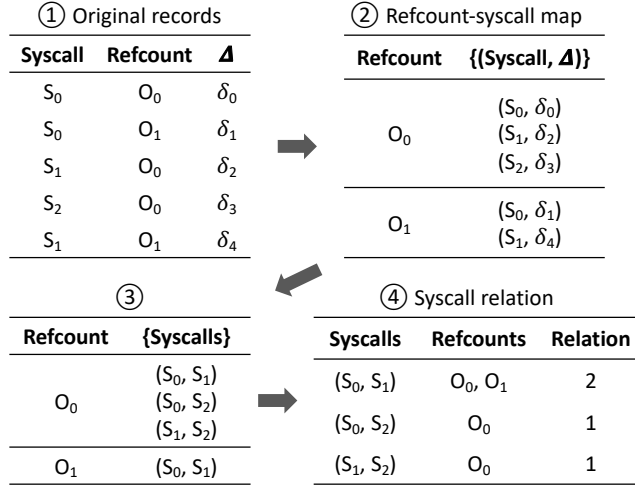 ① Original records
Syscall Refcount Δ
S₀ O₀ δ₀
S₀ O₁ δ₁
S₁ O₀ δ₂
S₂ O₀ δ₃
S₁ O₁ δ₄
② Refcount-syscall map
Refcount {(Syscall, Δ)}
O₀
(S₀, δ₀)
(S₁, δ₂)
(S₂, δ₃)
O₁
(S₀, δ₁)
(S₁, δ₄)
③
Refcount {Syscalls}
O₀
(S₀, S₁)
(S₀, S₂)
(S₁, S₂)
O₁ (S₀, S₁)
④ Syscall relation
Syscalls Refcounts Relation
(S₀, S₁) O₀, O₁ 2
(S₀, S₂) O₀ 1
(S₁, S₂) O₀ 1